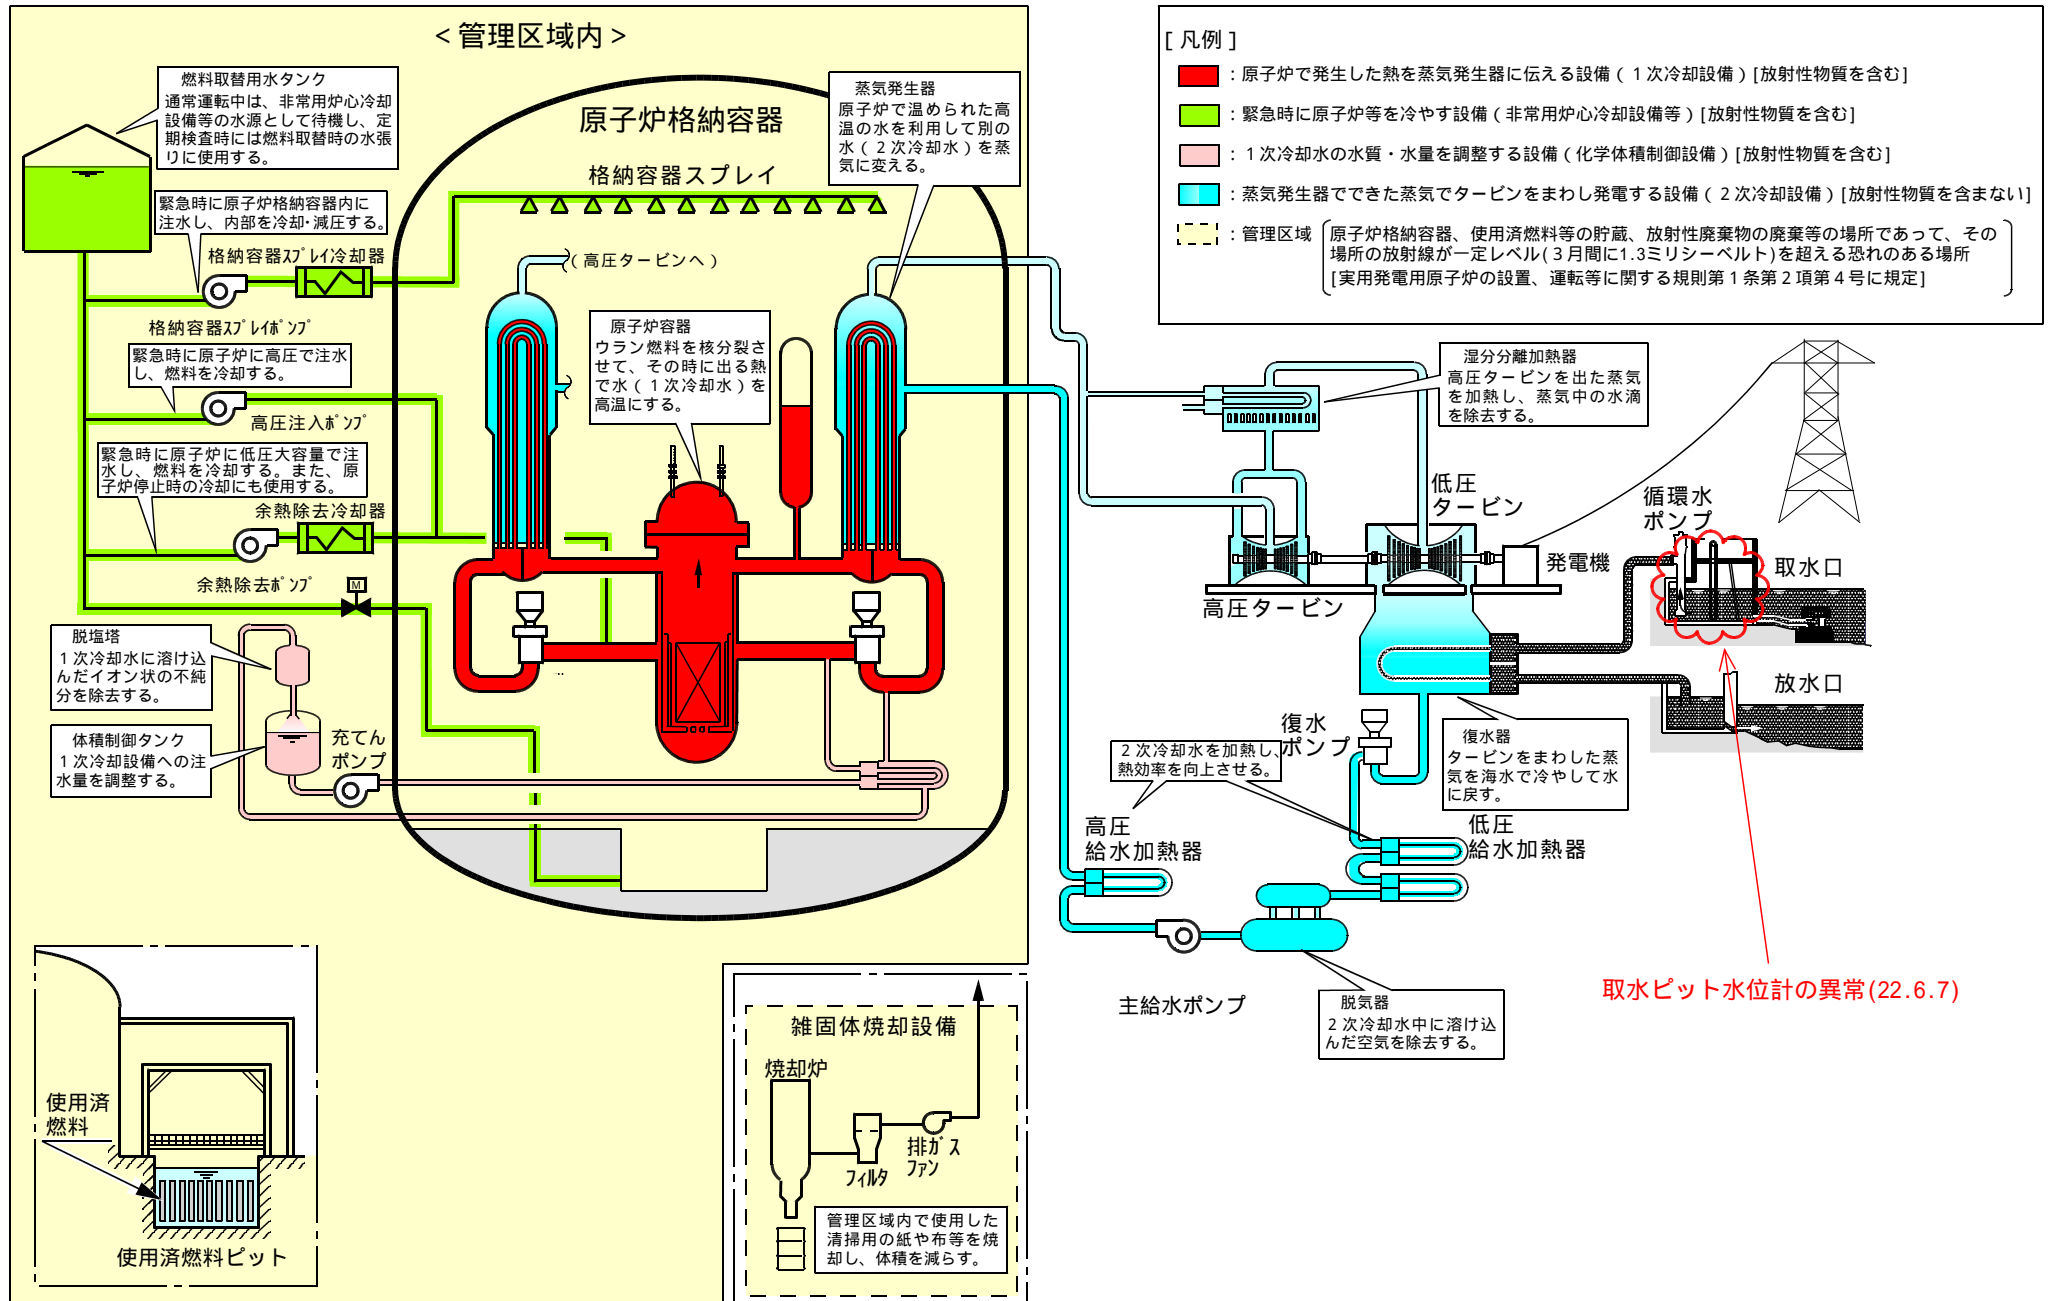 ＜管理区域内＞
燃料取替用水タンク
通常運転中は、非常用炉心冷却
設備等の水源として待機し、定
期検査時には燃料取替時の水張
りに使用する。
緊急時に原子炉格納容器内に
注水し、内部を冷却・減圧する。
格納容器ｽﾌﾟﾚｲ冷却器
格納容器ｽﾌﾟﾚｲﾎﾟﾝﾌﾟ
緊急時に原子炉に高圧で注水
し、燃料を冷却する。
高圧注入ﾎﾟﾝﾌﾟ
緊急時に原子炉に低圧大容量で注
水し、燃料を冷却する。また、原
子炉停止時の冷却にも使用する。
余熱除去冷却器
余熱除去ﾎﾟﾝﾌﾟ
M
脱塩塔
１次冷却水に溶け込
んだイオン状の不純
分を除去する。
体積制御タンク
１次冷却設備への注
水量を調整する。
充てん
ポンプ
原子炉格納容器
格納容器スプレイ
（高圧タービンへ）
蒸気発生器
原子炉で温められた高
温の水を利用して別の
水（２次冷却水）を蒸
気に変える。
原子炉容器
ウラン燃料を核分裂さ
せて、その時に出る熱
で水（１次冷却水）を
高温にする。
[凡例]
：原子炉で発生した熱を蒸気発生器に伝える設備（１次冷却設備）[放射性物質を含む]
：緊急時に原子炉等を冷やす設備（非常用炉心冷却設備等）[放射性物質を含む]
：１次冷却水の水質・水量を調整する設備（化学体積制御設備）[放射性物質を含む]
：蒸気発生器でできた蒸気でタービンをまわし発電する設備（２次冷却設備）[放射性物質を含まない]
：管理区域
原子炉格納容器、使用済燃料等の貯蔵、放射性廃棄物の廃棄等の場所であって、その
場所の放射線が一定レベル(３月間に1.3ミリシーベルト)を超える恐れのある場所
[実用発電用原子炉の設置、運転等に関する規則第１条第２項第４号に規定]
湿分分離加熱器
高圧タービンを出た蒸気
を加熱し、蒸気中の水滴
を除去する。
低圧
タービン
高圧タービン
発電機
循環水
ポンプ
取水口
放水口
復水
ポンプ
復水器
タービンをまわした蒸
気を海水で冷やして水
に戻す。
２次冷却水を加熱し、
熱効率を向上させる。
高圧
給水加熱器
低圧
給水加熱器
主給水ポンプ
脱気器
２次冷却水中に溶け込
んだ空気を除去する。
取水ピット水位計の異常(22.6.7)
使用済
燃料
使用済燃料ピット
雑固体焼却設備
焼却炉
フィルタ
排ｶﾞｽ
ファン
管理区域内で使用した
清掃用の紙や布等を焼
却し、体積を減らす。